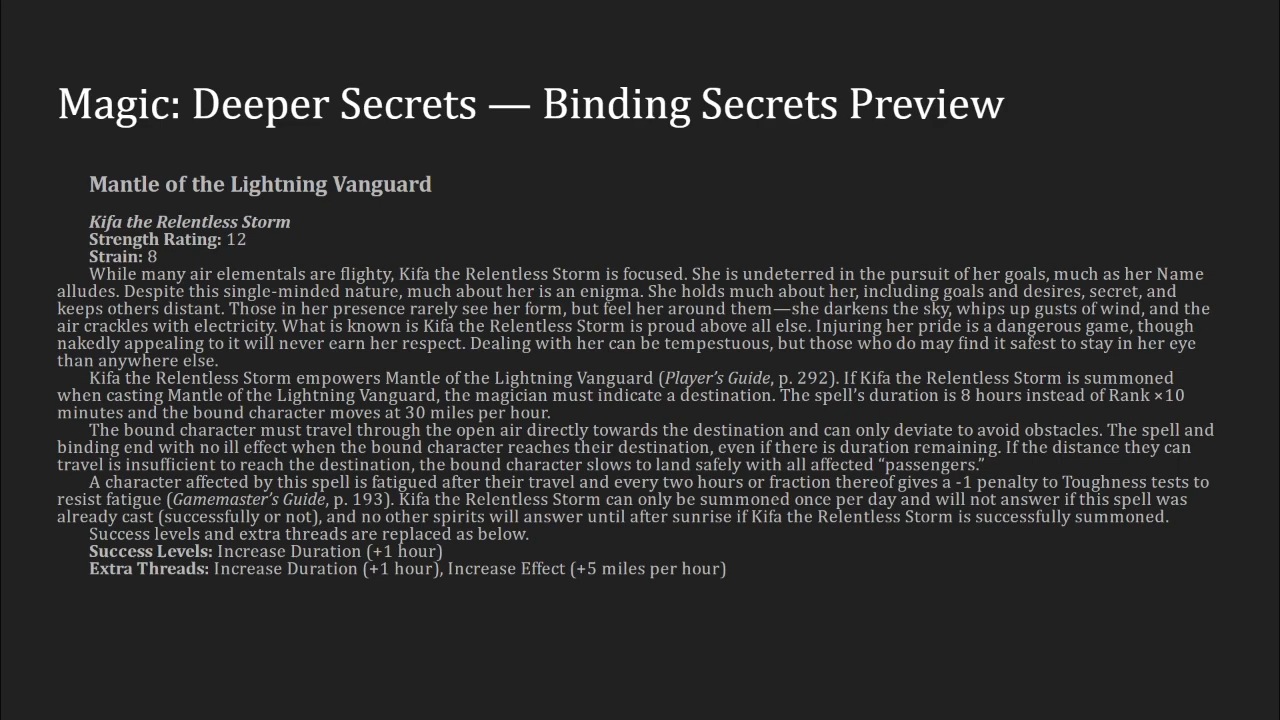 Magic: Deeper Secrets — Binding Secrets Preview
Mantle of the Lightning Vanguard
Kifa the Relentless Storm
Strength Rating: 12
Strain: 8
While many air elementals are flighty, Kifa the Relentless Storm is focused. She is undeterred in the pursuit of her goals, much as her Name
alludes. Despite this single-minded nature, much about her is an enigma. She holds much about her, including goals and desires, secret, and
keeps others distant. Those in her presence rarely see her form, but feel her around them—she darkens the sky, whips up gusts of wind, and the
air crackles with electricity. What is known is Kifa the Relentless Storm is proud above all else. Injuring her pride is a dangerous game, though
nakedly appealing to it will never earn her respect. Dealing with her can be tempestuous, but those who do may find it safest to stay in her eye
than anywhere else.
Kifa the Relentless Storm empowers Mantle of the Lightning Vanguard (Player’s Guide, p. 292). If Kifa the Relentless Storm is summoned
when casting Mantle of the Lightning Vanguard, the magician must indicate a destination. The spell’s duration is 8 hours instead of Rank ×10
minutes and the bound character moves at 30 miles per hour.
The bound character must travel through the open air directly towards the destination and can only deviate to avoid obstacles. The spell and
binding end with no ill effect when the bound character reaches their destination, even if there is duration remaining. If the distance they can
travel is insufficient to reach the destination, the bound character slows to land safely with all affected “passengers.”
A character affected by this spell is fatigued after their travel and every two hours or fraction thereof gives a -1 penalty to Toughness tests to
resist fatigue (Gamemaster’s Guide, p. 193). Kifa the Relentless Storm can only be summoned once per day and will not answer if this spell was
already cast (successfully or not), and no other spirits will answer until after sunrise if Kifa the Relentless Storm is successfully summoned.
Success levels and extra threads are replaced as below.
Success Levels: Increase Duration (+1 hour)
Extra Threads: Increase Duration (+1 hour), Increase Effect (+5 miles per hour)